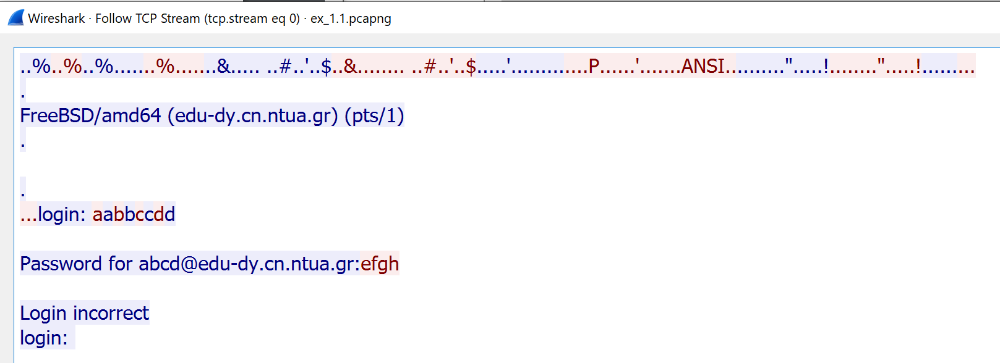 Wireshark · Follow TCP Stream (tcp.stream eq 0) · ex_1.1.pcapng
..%..%..%.......%.......&..... ..#..'..$..&........ ..#..'..$.....'.............P......'.......ANSI..........".....!........".....!.........
.
FreeBSD/amd64 (edu-dy.cn.ntua.gr) (pts/1)
.
.
...login: aabbccdd
Password for abcd@edu-dy.cn.ntua.gr:efgh
Login incorrect
login: